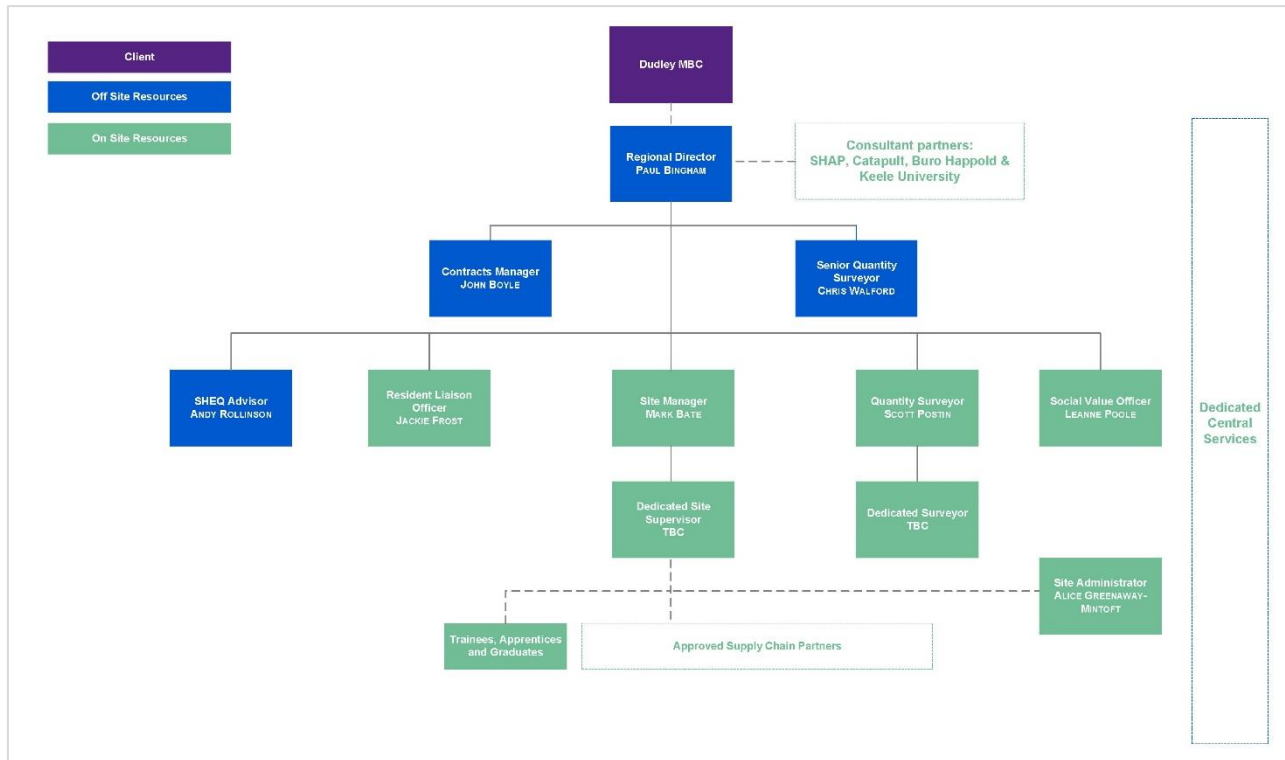 Client
Off Site Resources
On Site Resources
Dudley MBC
Regional Director
PAUL BINGHAM
Consultant partners:
SHAP, Catapult, Buro Happold &
Keele University
Contracts Manager
JOHN BOYLE
Senior Quantity
Surveyor
CHRIS WALFORD
SHEQ Advisor
ANDY ROLLINSON
Resident Liaison
Officer
JACKIE FROST
Site Manager
MARK BATE
Quantity Surveyor
SCOTT POSTIN
Social Value Officer
LEANNE POOLE
Dedicated
Central
Services
Dedicated Site
Supervisor
TBC
Dedicated Surveyor
TBC
Site Administrator
ALICE GREENAWAY-
MINTOFT
Trainees, Apprentices
and Graduates
Approved Supply Chain Partners